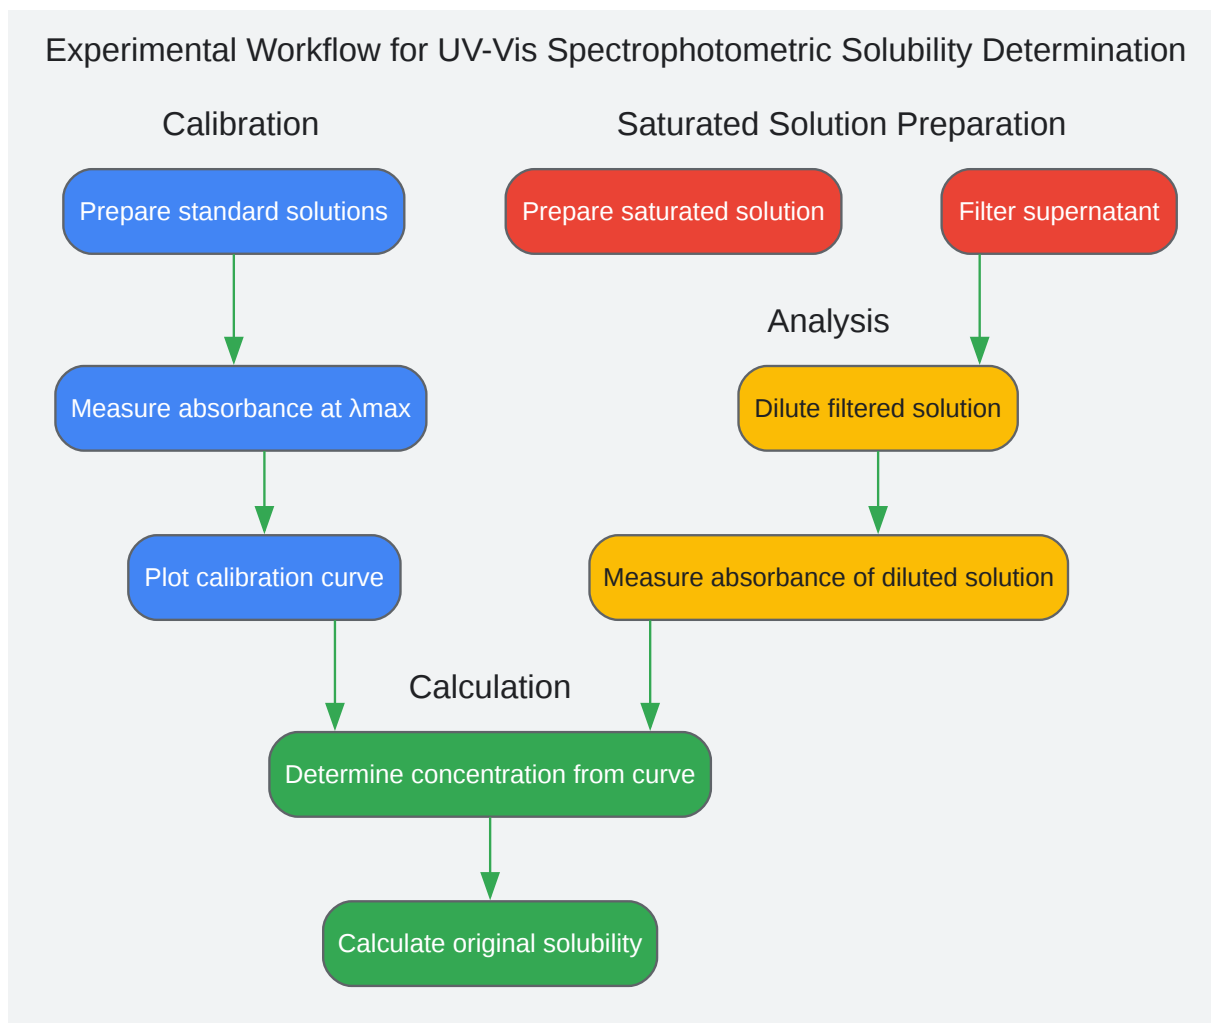 Experimental Workflow for UV-Vis Spectrophotometric Solubility Determination
Calibration
Saturated Solution Preparation
Prepare standard solutions
Prepare saturated solution
Filter supernatant
Analysis
Measure absorbance at λmax
Dilute filtered solution
Plot calibration curve
Measure absorbance of diluted solution
Calculation
Determine concentration from curve
Calculate original solubility